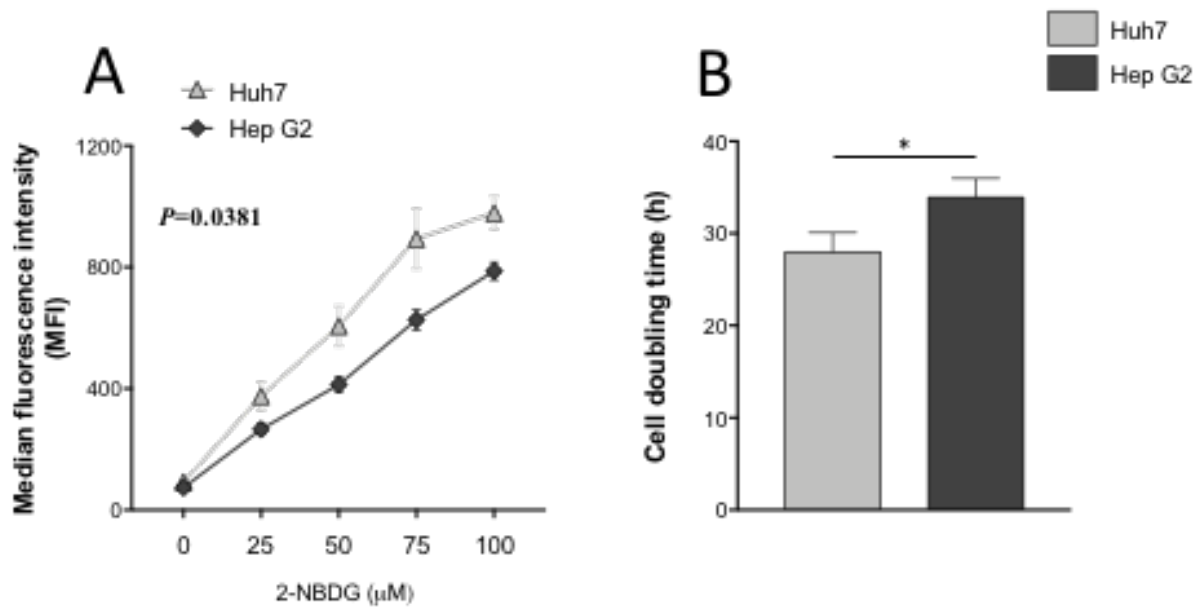 A
Huh7
Hep G2
Median fluorescence intensity
(MFI)
1200
800
400
0
P=0.0381
0 25 50 75 100
2-NBDG (μM)
B
Huh7
Hep G2
Cell doubling time (h)
40
30
20
10
0
*